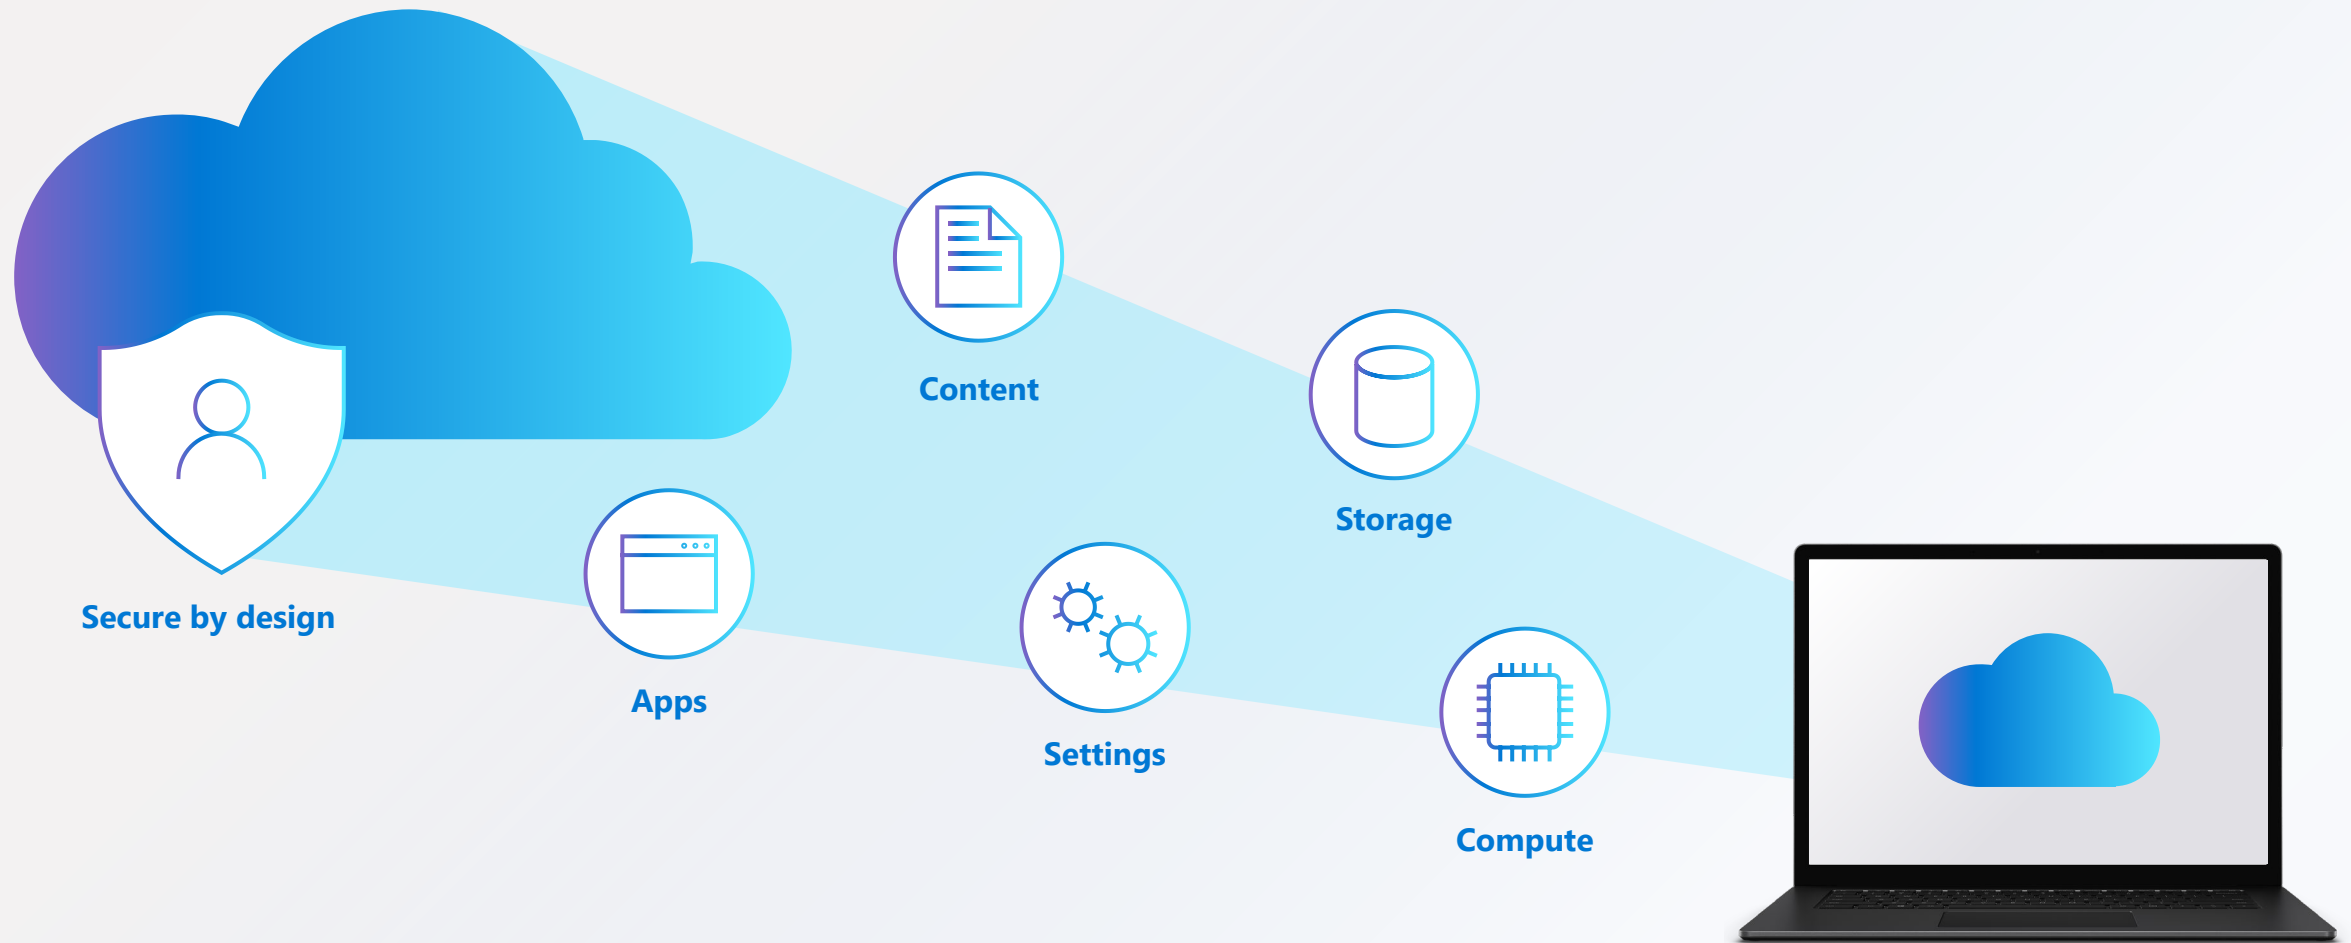 Content
Storage
Secure by design
Apps
Settings
Compute